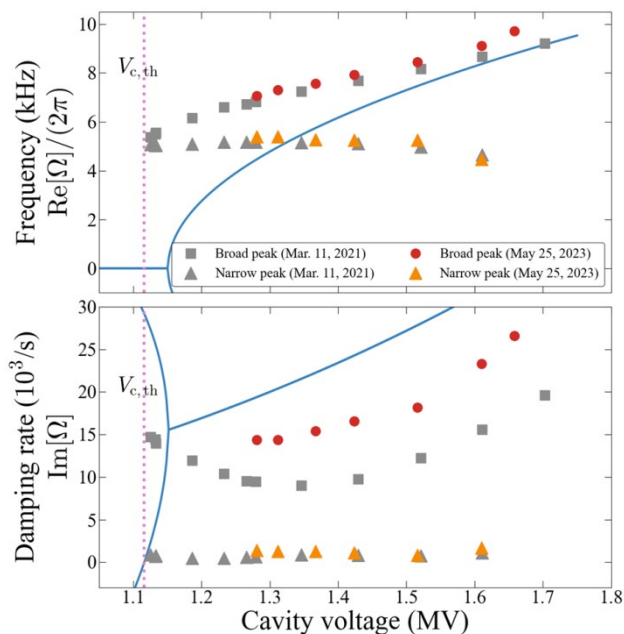 10
8
6
4
2
0
Frequency (kHz)
Re[Ω]/(2π)
V_{c, th}
Broad peak (Mar. 11, 2021)
Narrow peak (Mar. 11, 2021)
Broad peak (May 25, 2023)
Narrow peak (May 25, 2023)
30
25
20
15
10
5
0
Damping rate (10³/s)
Im[Ω]
V_{c, th}
1.1 1.2 1.3 1.4 1.5 1.6 1.7 1.8
Cavity voltage (MV)